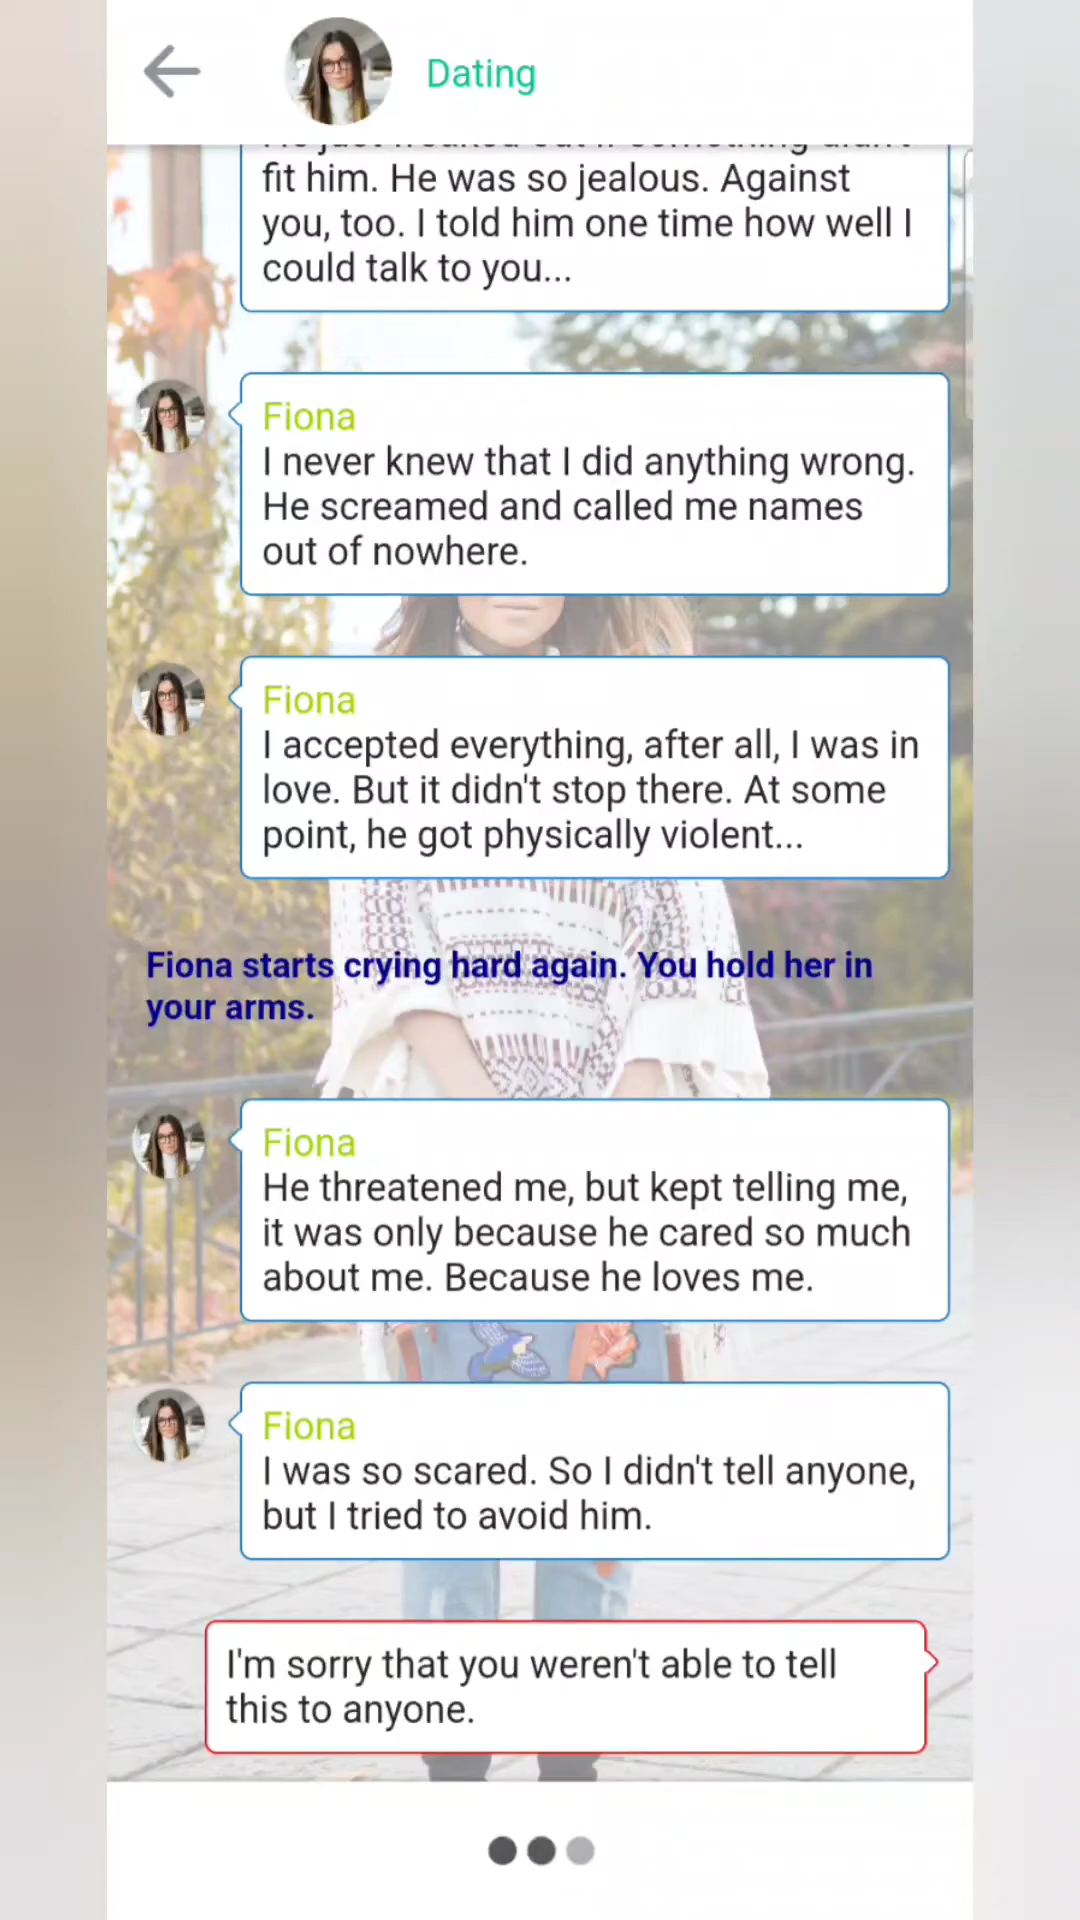 Dating
fit him. He was so jealous. Against
you, too. I told him one time how well I
could talk to you...
Fiona
I never knew that I did anything wrong.
He screamed and called me names
out of nowhere.
Fiona
I accepted everything, after all, I was in
love. But it didn't stop there. At some
point, he got physically violent...
Fiona starts crying hard again. You hold her in
your arms.
Fiona
He threatened me, but kept telling me,
it was only because he cared so much
about me. Because he loves me.
Fiona
I was so scared. So I didn't tell anyone,
but I tried to avoid him.
I'm sorry that you weren't able to tell
this to anyone.